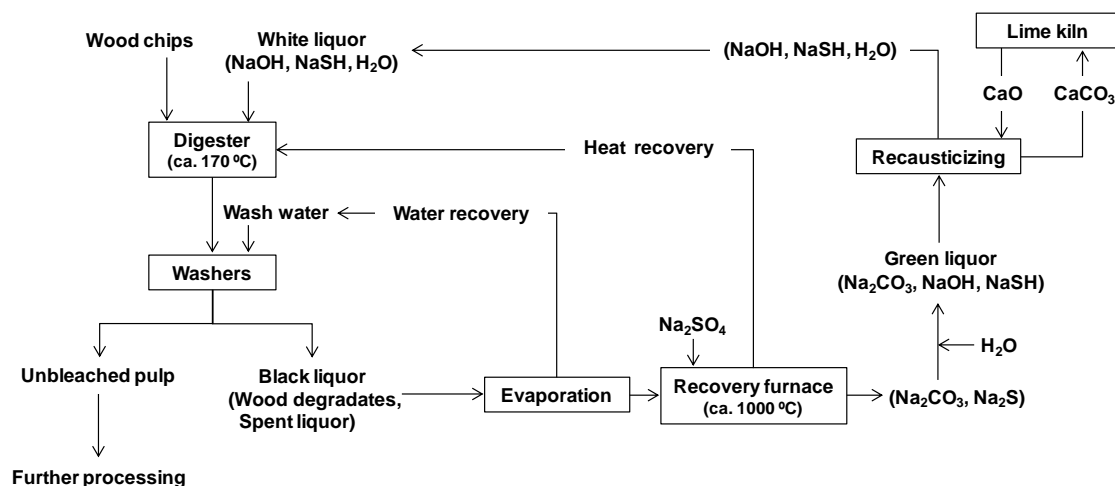 Wood chips
White liquor
(NaOH, NaSH, H₂O)
(NaOH, NaSH, H₂O)
Lime kiln
CaO
CaCO₃
Digester
(ca. 170 ºC)
Heat recovery
Recausticizing
Wash water
Water recovery
Washers
Green liquor
(Na₂CO₃, NaOH, NaSH)
Na₂SO₄
H₂O
Unbleached pulp
Black liquor
(Wood degradates,
Spent liquor)
Evaporation
Recovery furnace
(ca. 1000 ºC)
(Na₂CO₃, Na₂S)
Further processing